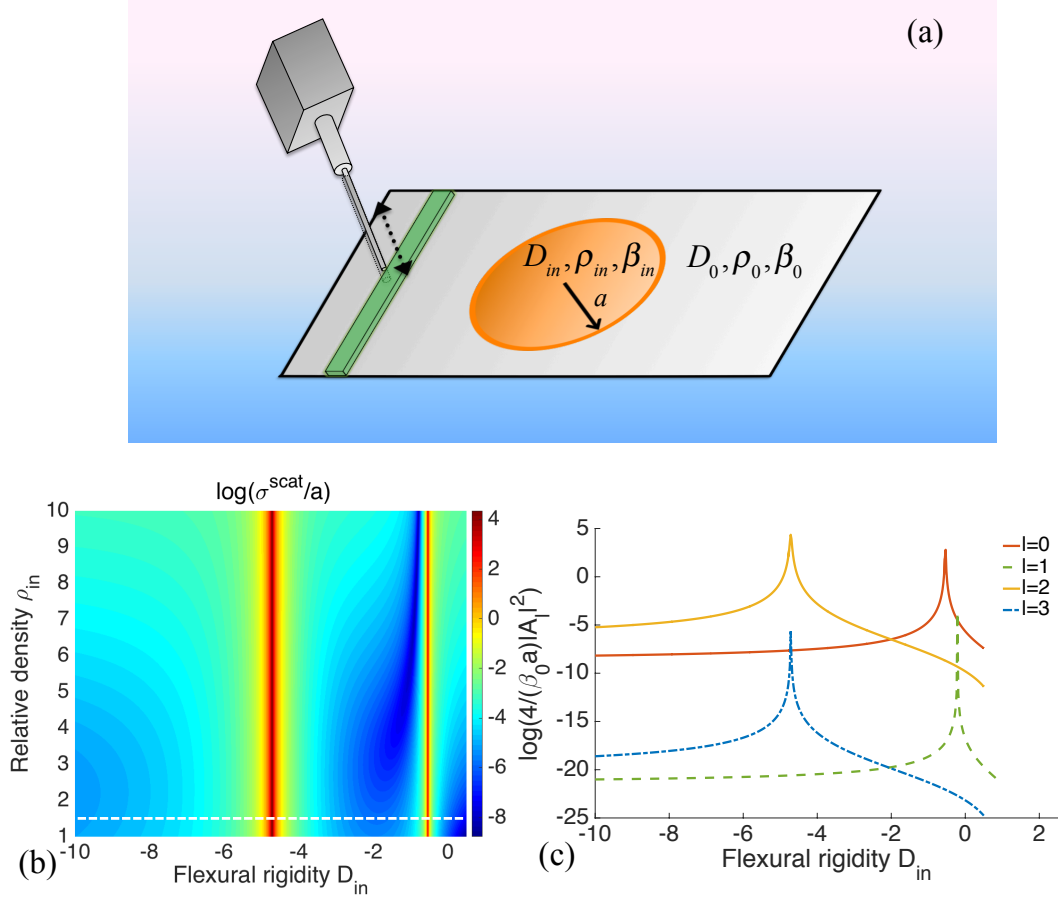 (a)
D_in, ρ_in, β_in
D_0, ρ_0, β_0
a
log(σ^scat/a)
Relative density ρ_in
10
9
8
7
6
5
4
3
2
1
-10
-8
-6
-4
-2
0
Flexural rigidity D_in
4
2
0
-2
-4
-6
-8
(b)
log(4/(β_0a)|A_l|^2)
5
0
-5
-10
-15
-20
-25
-10
-8
-6
-4
-2
0
2
Flexural rigidity D_in
l=0
l=1
l=2
l=3
(c)